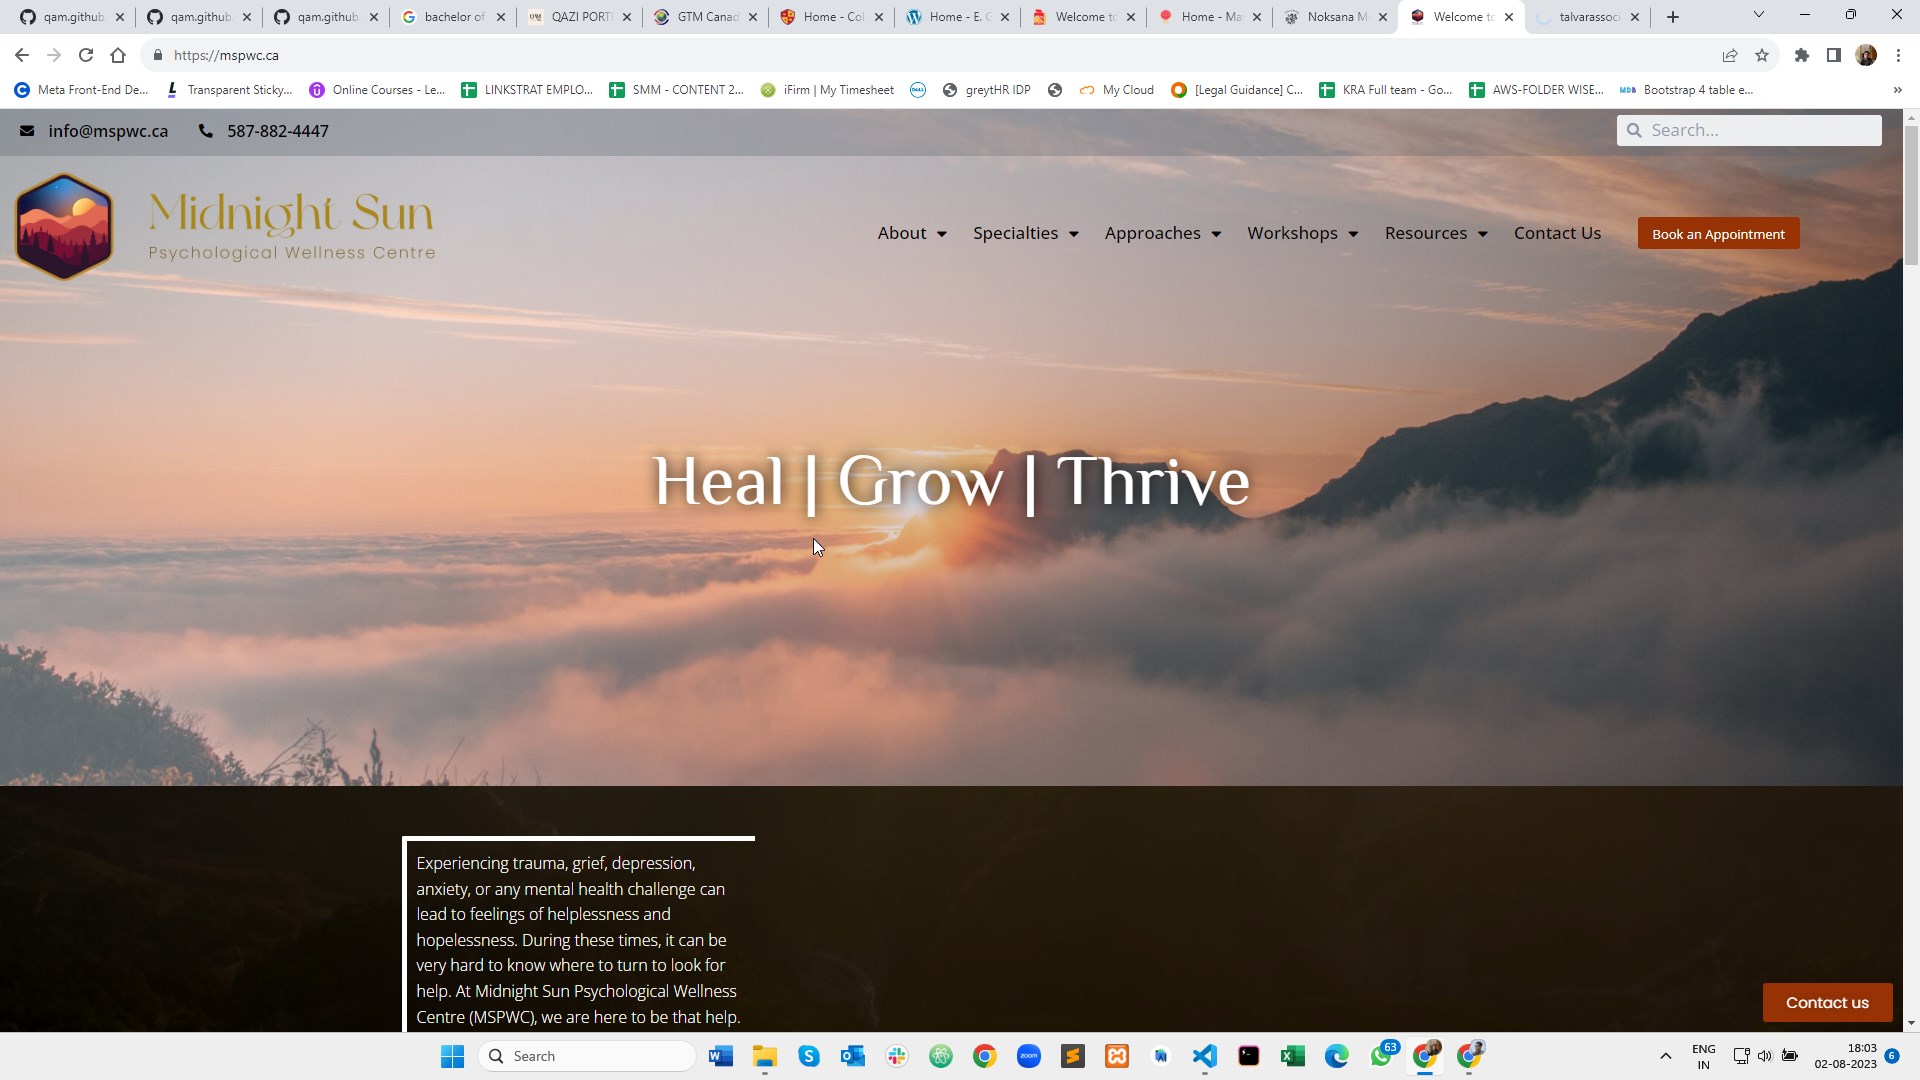 qam.github.
qam.github.
qam.github.
bachelor of
QAZI PORT
GTM Canad
Home - Co
Home - E. G
Welcome to
Home - Ma
Noksana M
Welcome to
talvarassoci
https://mspwc.ca
Meta Front-End De...
Transparent Sticky...
Online Courses - Le...
LINKSTRAT EMPLO...
SMM - CONTENT 2...
iFirm | My Timesheet
greytHR IDP
My Cloud
[Legal Guidance] C...
KRA Full team - Go...
AWS-FOLDER WISE...
Bootstrap 4 table e...
»
info@mspwc.ca
587-882-4447
Search...
Midnight Sun
Psychological Wellness Centre
About
Specialties
Approaches
Workshops
Resources
Contact Us
Book an Appointment
Heal | Grow | Thrive
Experiencing trauma, grief, depression,
anxiety, or any mental health challenge can
lead to feelings of helplessness and
hopelessness. During these times, it can be
very hard to know where to turn to look for
help. At Midnight Sun Psychological Wellness
Centre (MSPWC), we are here to be that help.
Contact us
Search
zoom
63
ENG
IN
18:03
02-08-2023
6